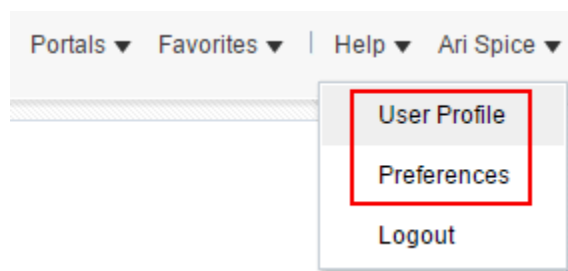 Portals ▼ Favorites ▼ | Help ▼ Ari Spice ▼
User Profile
Preferences
Logout